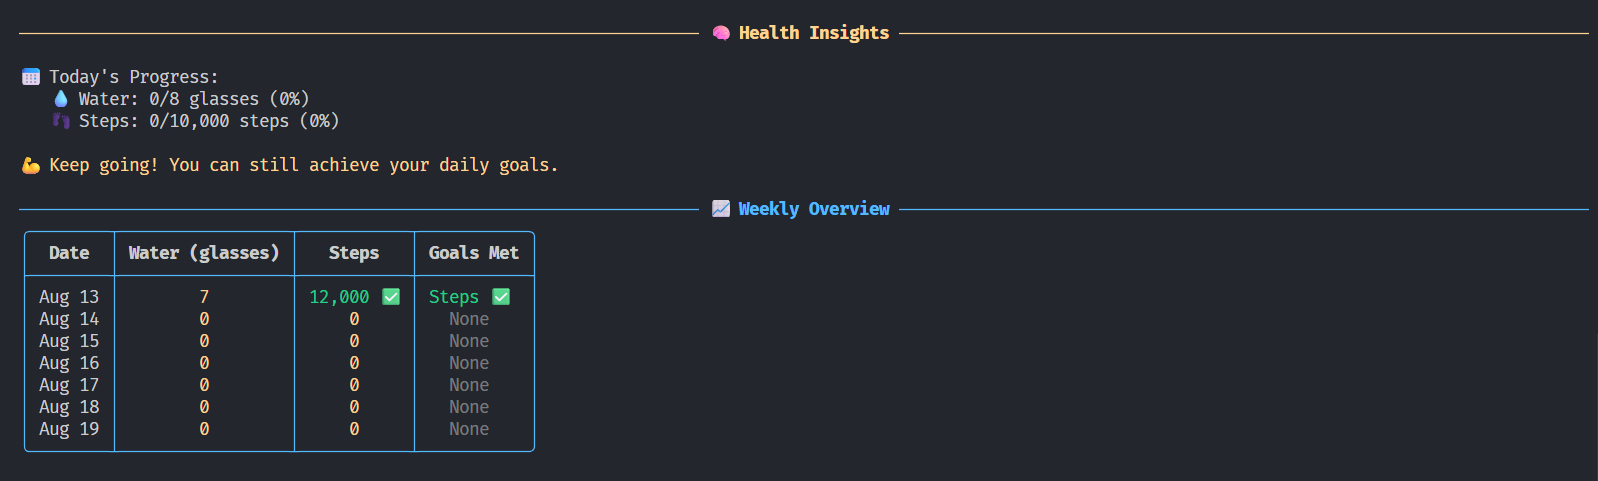 🧠 Health Insights
📅 Today's Progress:
💧 Water: 0/8 glasses (0%)
👣 Steps: 0/10,000 steps (0%)
💪 Keep going! You can still achieve your daily goals.
📈 Weekly Overview
Date Water (glasses) Steps Goals Met
Aug 13 7 12,000 ✅ Steps ✅
Aug 14 0 0 None
Aug 15 0 0 None
Aug 16 0 0 None
Aug 17 0 0 None
Aug 18 0 0 None
Aug 19 0 0 None